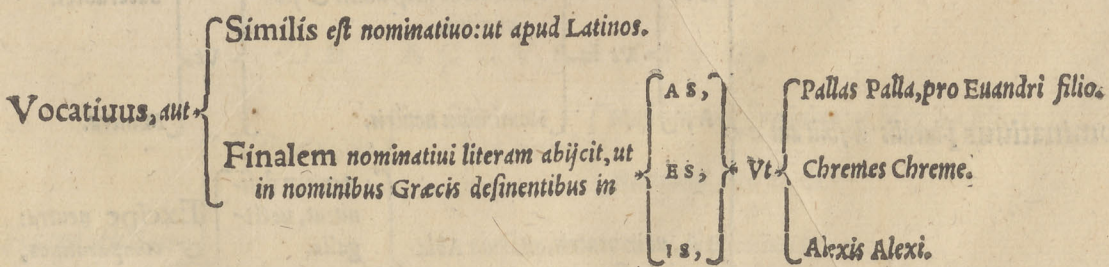 Similis eſt nominatiuo: ut apud Latinos.
Vocatiuus, aut
Finalem nominatiui literam abijcit, ut
in nominibus Græcis deſinentibus in
AS,
ES,
IS,
Vt
Pallas Palla, pro Euandri filio.
Chremes Chreme.
Alexis Alexi.